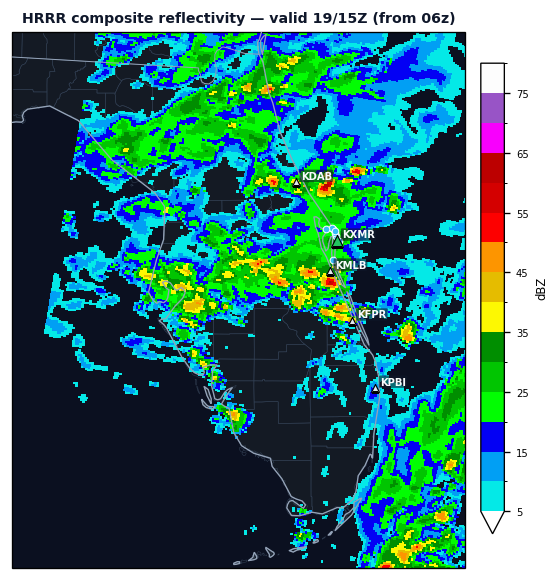 HRRR composite reflectivity — valid 19/15Z (from 06z)
KDAB
KXMR
KMLB
KFPR
KPBI
75
65
55
45
35
25
15
5
dBZ